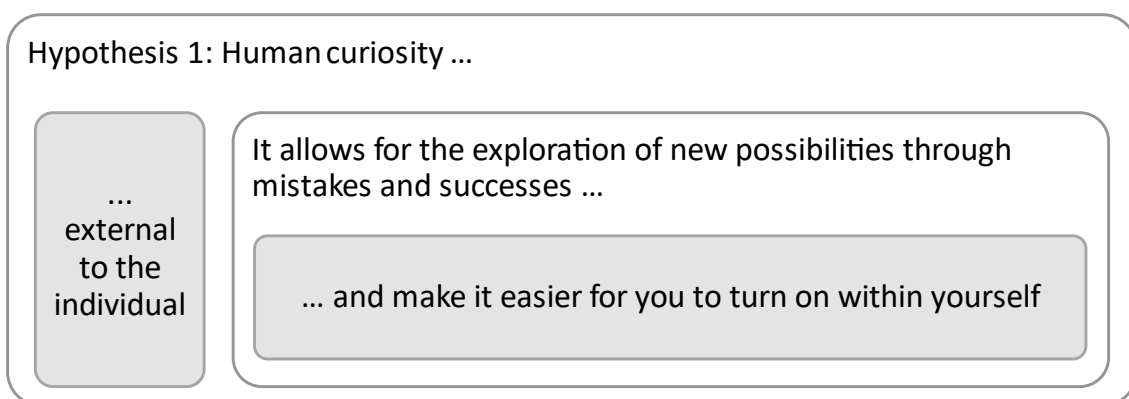 Hypothesis 1: Human curiosity …
...
external
to the
individual
It allows for the exploration of new possibilities through
mistakes and successes …
… and make it easier for you to turn on within yourself